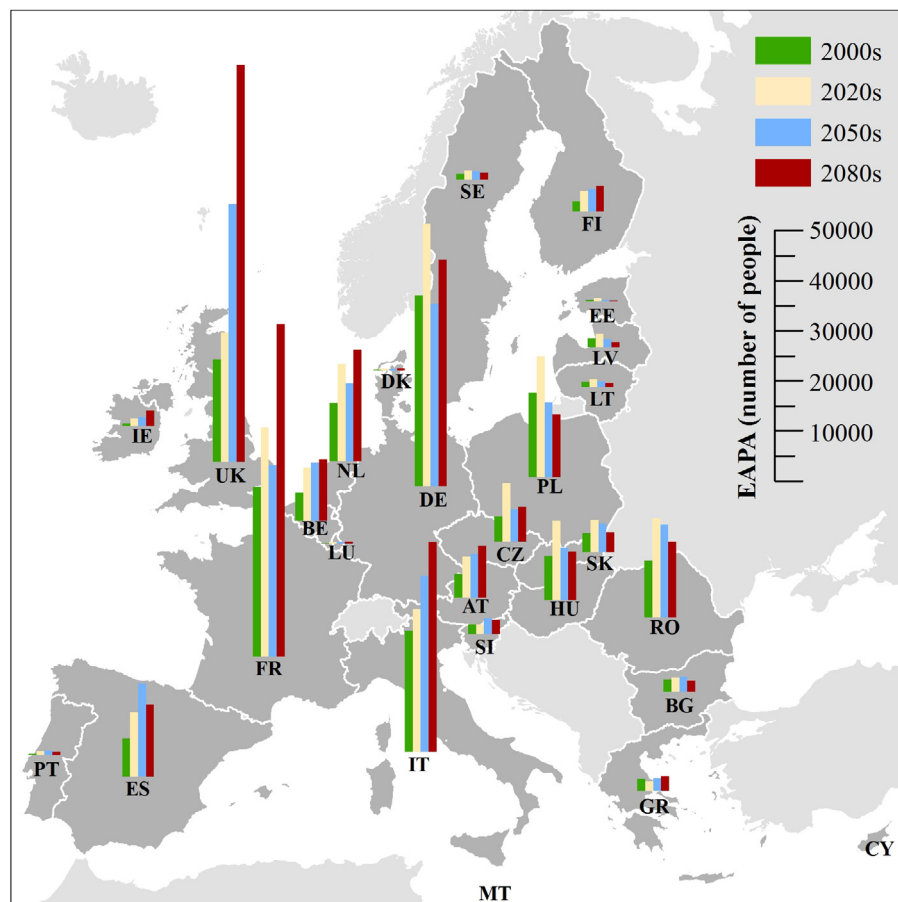 2000s
2020s
2050s
2080s
SE
FI
EAPA (number of people)
50000
40000
30000
20000
10000
EE
LV
LT
DK
IE
UK
NL
DE
PL
BE
LU
CZ
SK
AT
HU
RO
SI
FR
BG
IT
PT
ES
GR
CY
MT